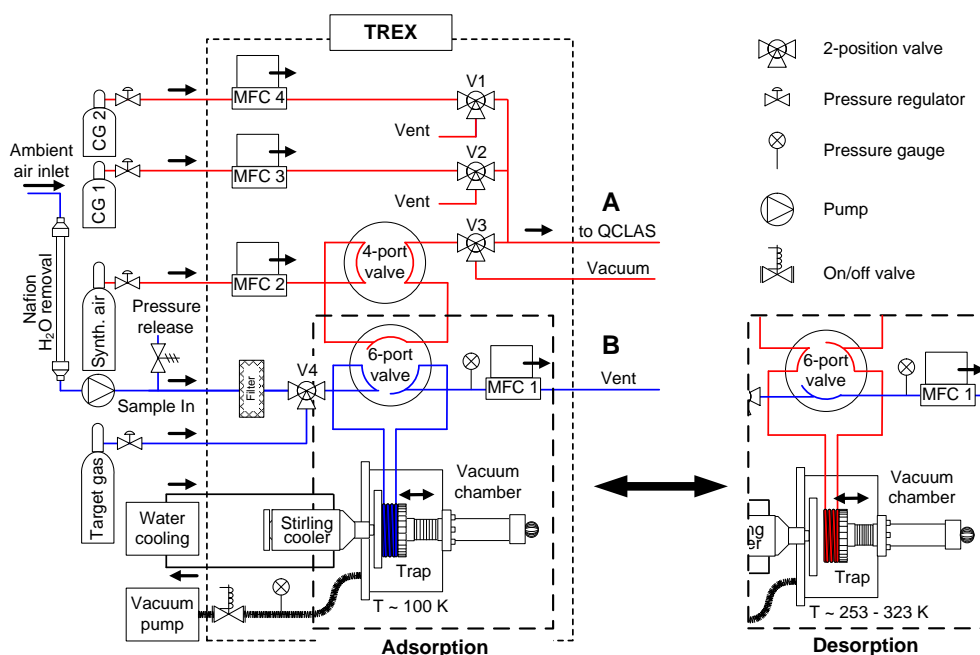 TREX
CG 2
MFC 4
V1
Vent
Ambient
air inlet
CG 1
MFC 3
V2
Vent
A
to QCLAS
V3
Vacuum
4-port
valve
Nafion
H2O removal
Synth. air
MFC 2
Pressure
release
Sample In
Filter
V4
6-port
valve
MFC 1
B
Vent
Target gas
Water
cooling
Stirling
cooler
Vacuum
chamber
Trap
T ~ 100 K
Vacuum
pump
Adsorption
2-position valve
Pressure regulator
Pressure gauge
Pump
On/off valve
6-port
valve
MFC 1
Vacuum
chamber
ng
er
Trap
T ~ 253 - 323 K
Desorption